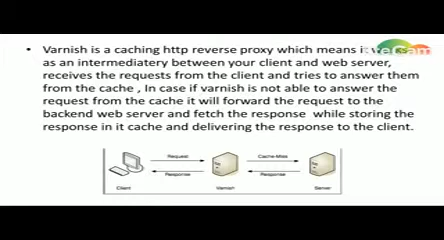 • Varnish is a caching http reverse proxy which means it
as an intermediatery between your client and web server,
receives the requests from the client and tries to answer them
from the cache , In case if varnish is not able to answer the
request from the cache it will forward the request to the
backend web server and fetch the response while storing the
response in it cache and delivering the response to the client.
Request Cache-Miss
Response Response
Client Varnish Server